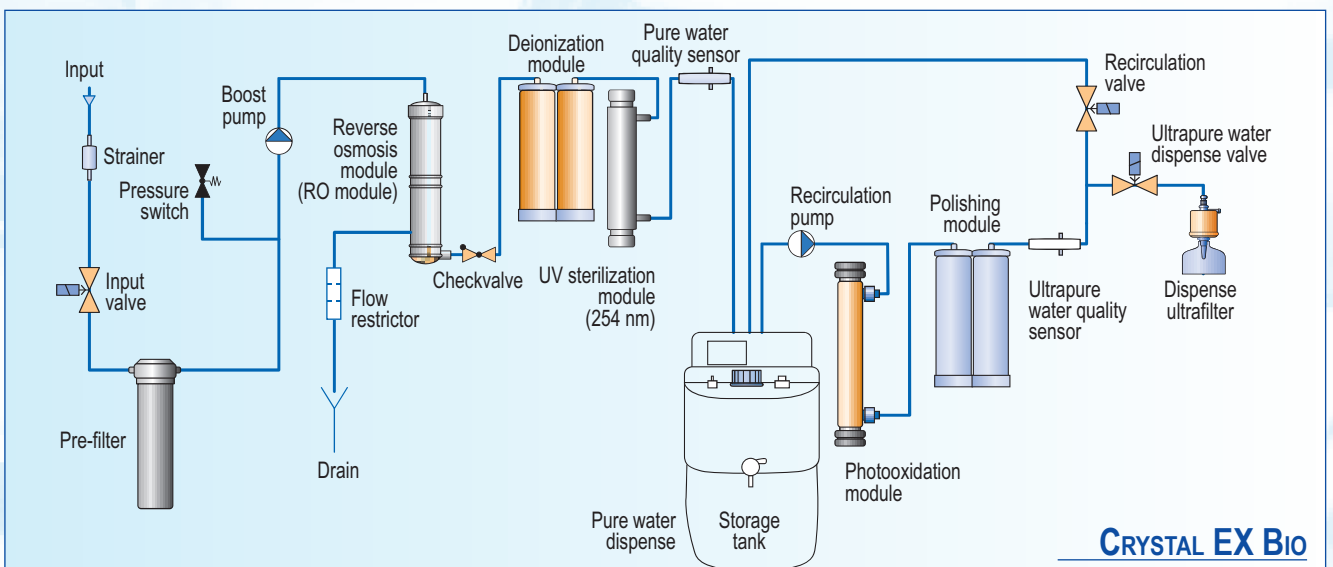 Input
Strainer
Pressure
switch
Input
valve
Pre-filter
Boost
pump
Reverse
osmosis
module
(RO module)
Flow
restrictor
Drain
Checkvalve
Deionization
module
UV sterilization
module
(254 nm)
Pure water
quality sensor
Recirculation
pump
Pure water
dispense
Storage
tank
Photooxidation
module
Polishing
module
Ultrapure
water quality
sensor
Recirculation
valve
Ultrapure water
dispense valve
Dispense
ultrafilter
CRYSTAL EX BIO